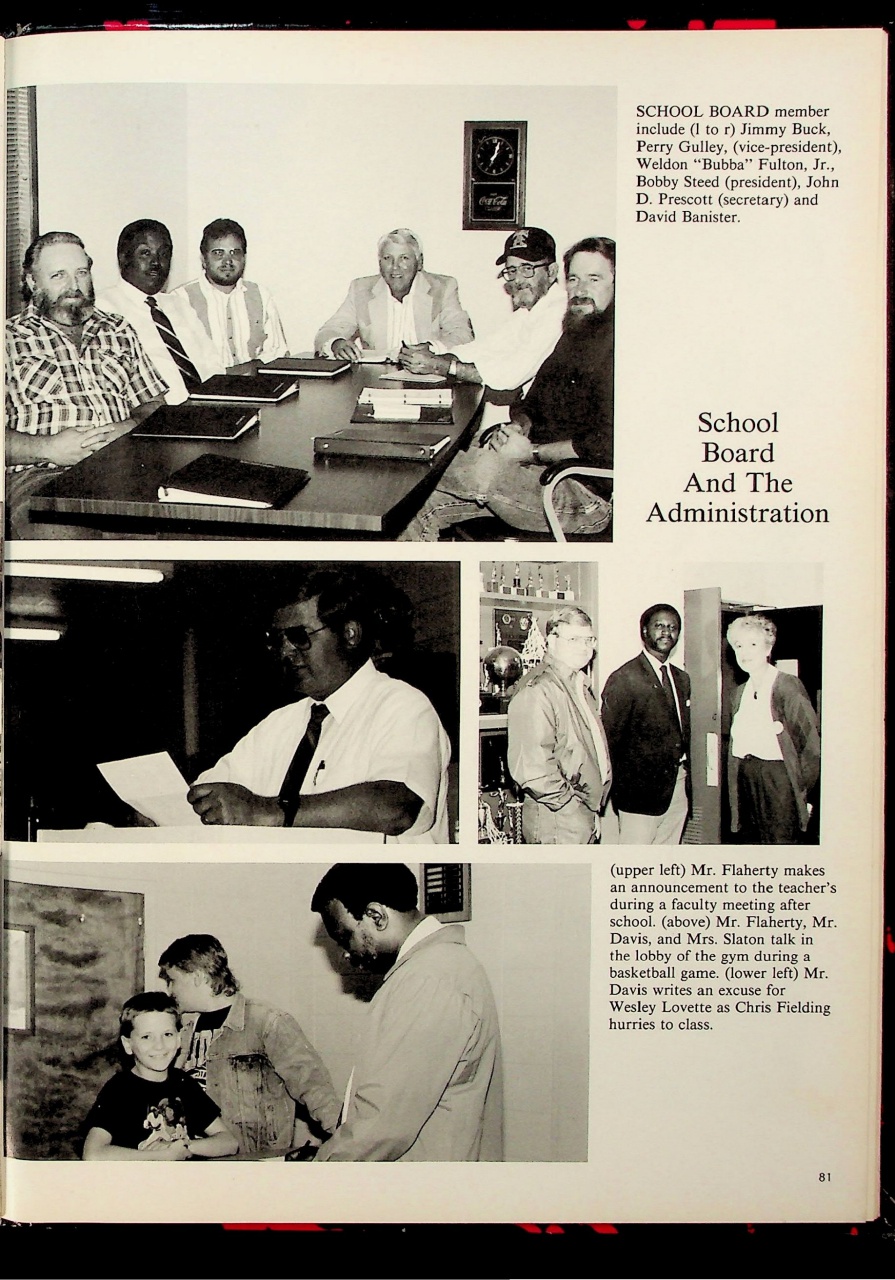 SCHOOL BOARD member
include (l to r) Jimmy Buck,
Perry Gulley, (vice-president),
Weldon "Bubba" Fulton, Jr.,
Bobby Steed (president), John
D. Prescott (secretary) and
David Banister.
Coca-Cola
School
Board
And The
Administration
(upper left) Mr. Flaherty makes
an announcement to the teacher's
during a faculty meeting after
school. (above) Mr. Flaherty, Mr.
Davis, and Mrs. Slaton talk in
the lobby of the gym during a
basketball game. (lower left) Mr.
Davis writes an excuse for
Wesley Lovette as Chris Fielding
hurries to class.
81